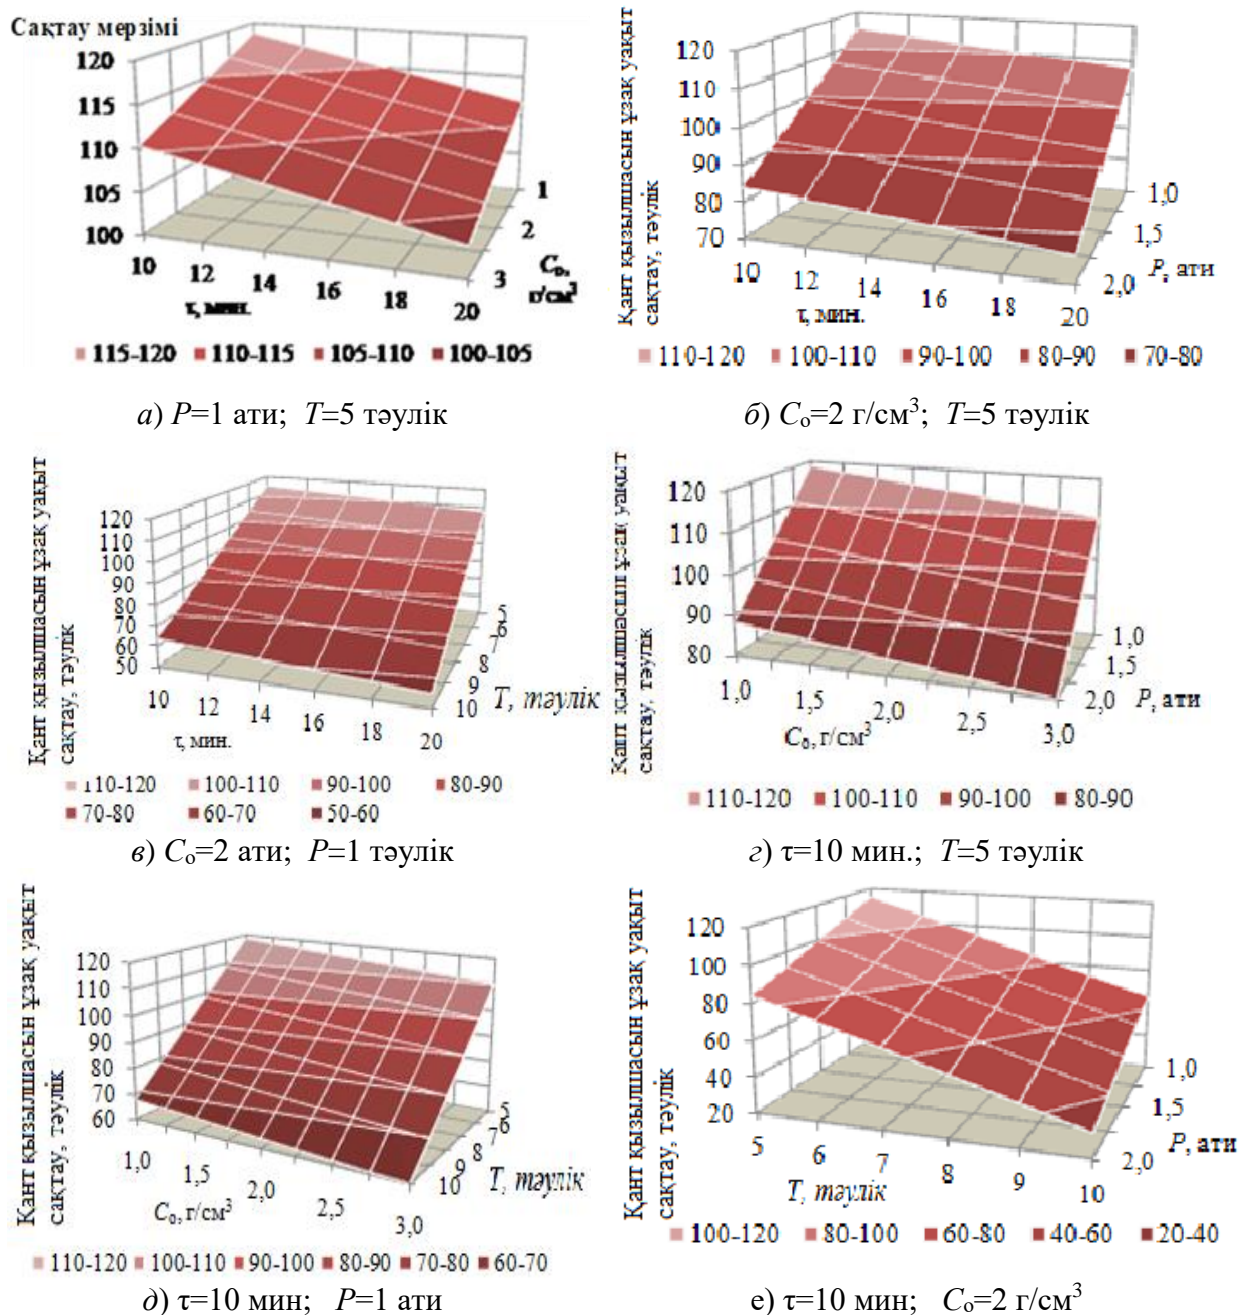 Сақтау мерзімі
120
115
110
105
100
10 12 14 16 18 20
τ, мин.
1
2
3
C₀,
г/см³
115-120 110-115 105-110 100-105
а) P=1 ати; T=5 тәулік
Қант қызылшасын ұзақ уақыт
сақтау, тәулік
120
110
100
90
80
70
10 12 14 16 18 20
τ, мин.
1,0
1,5
2,0
P, ати
110-120 100-110 90-100 80-90 70-80
б) Cₒ=2 г/см³; T=5 тәулік
Қант қызылшасын ұзақ уақыт
сақтау, тәулік
120
110
100
90
80
70
60
50
10 12 14 16 18 20
τ, мин.
5
6
7
8
9
10
T, тәулік
110-120 100-110 90-100 80-90
70-80 60-70 50-60
в) Cₒ=2 ати; P=1 тәулік
Қант қызылшасын ұзақ уақыт
сақтау, тәулік
120
110
100
90
80
1,0 1,5 2,0 2,5 3,0
C₀, г/см³
1,0
1,5
2,0
P, ати
110-120 100-110 90-100 80-90
г) τ=10 мин.; T=5 тәулік
Қант қызылшасын ұзақ уақыт
сақтау, тәулік
120
110
100
90
80
70
60
1,0 1,5 2,0 2,5 3,0
C₀, г/см³
5
6
7
8
9
10
T, тәулік
110-120 100-110 90-100 80-90 70-80 60-70
д) τ=10 мин; P=1 ати
Қант қызылшасын ұзақ уақыт
сақтау, тәулік
120
100
80
60
40
20
5 6 7 8 9 10
T, тәулік
1,0
1,5
2,0
P, ати
100-120 80-100 60-80 40-60 20-40
е) τ=10 мин; Cₒ=2 г/см³